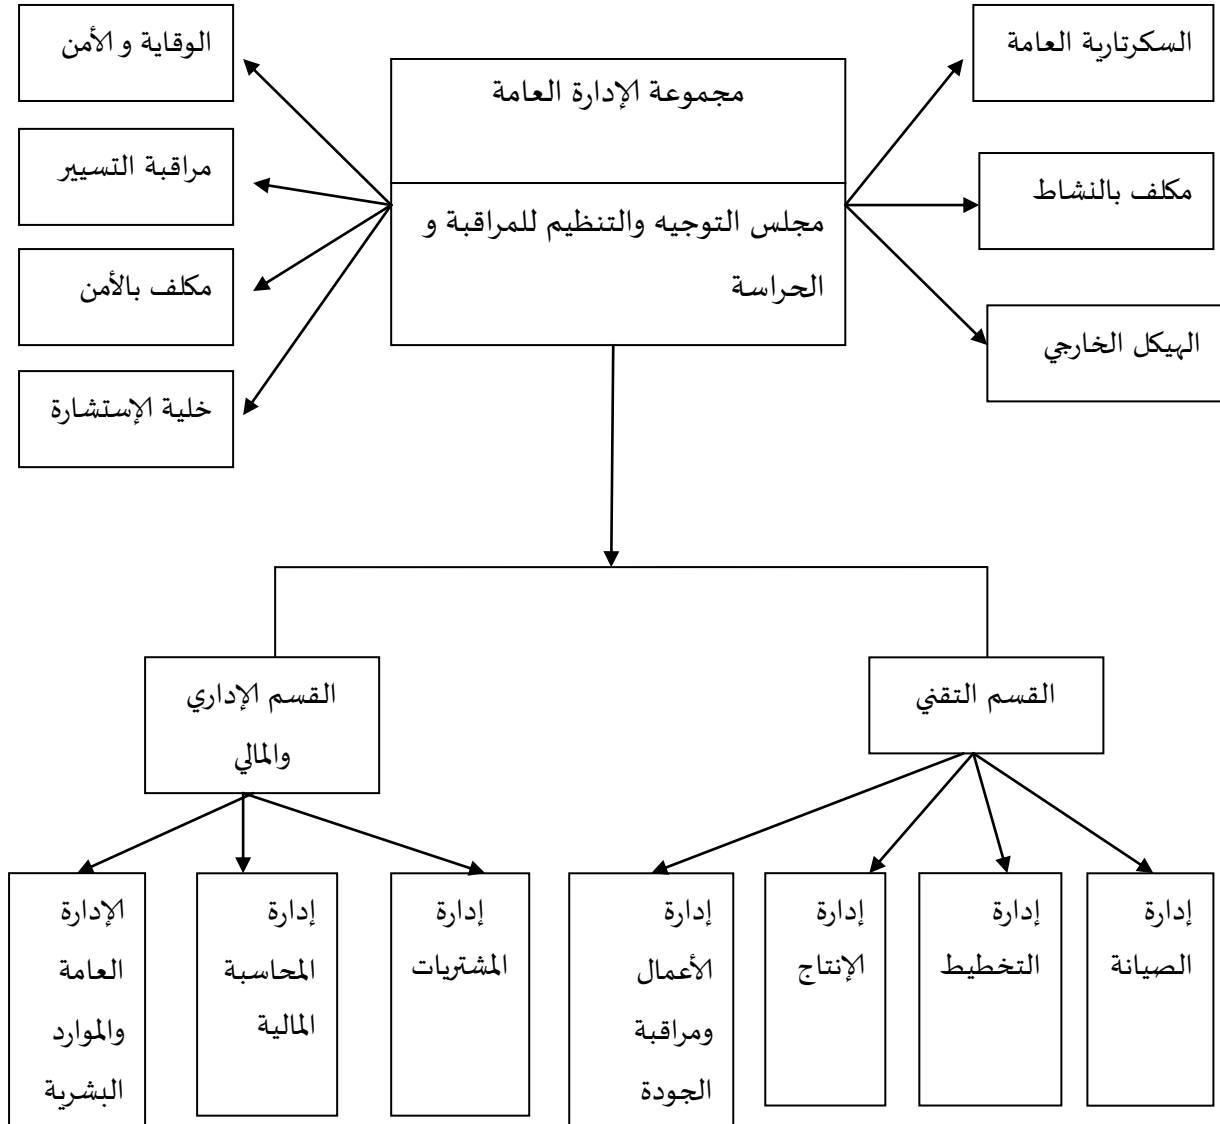 السكرتارية العامة
مكلف بالنشاط
الهيكل الخارجي
مجموعة الإدارة العامة
مجلس التوجيه والتنظيم للمراقبة و
الحراسة
الوقاية و الأمن
مراقبة التسيير
مكلف بالأمن
خلية الإستشارة
القسم التقني
القسم الإداري
والمالي
إدارة
الصيانة
إدارة
التخطيط
إدارة
الإنتاج
إدارة
الأعمال
ومراقبة
الجودة
إدارة
المشتريات
إدارة
المحاسبة
المالية
الإدارة
العامة
والموارد
البشرية